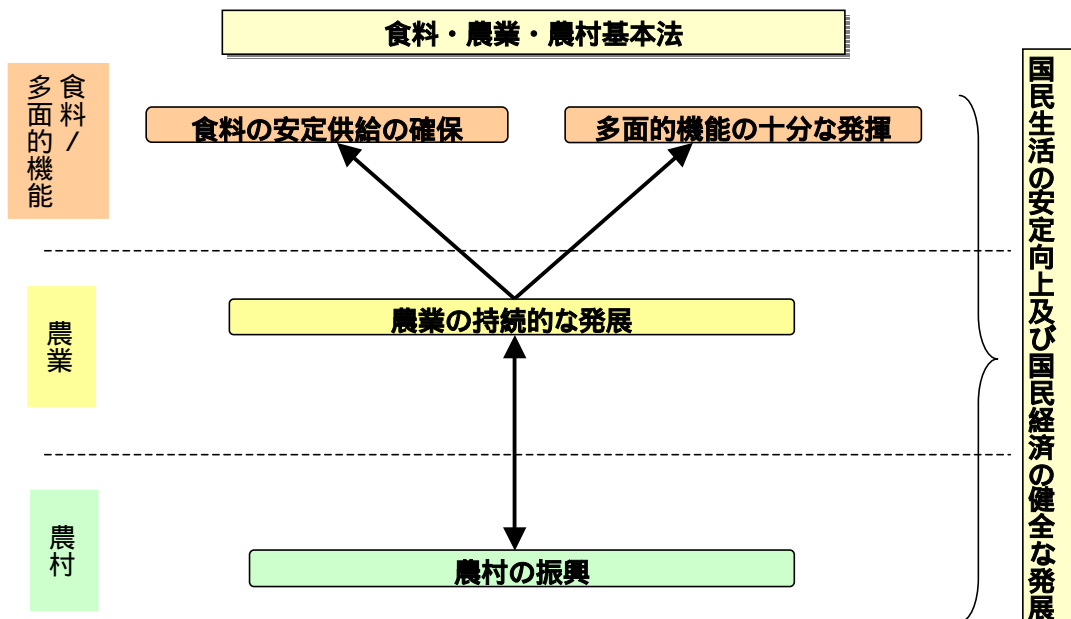 食料・農業・農村基本法
食料/
多面的機能
食料の安定供給の確保
多面的機能の十分な発揮
農業
農業の持続的な発展
農村
農村の振興
国民生活の安定向上及び国民経済の健全な発展